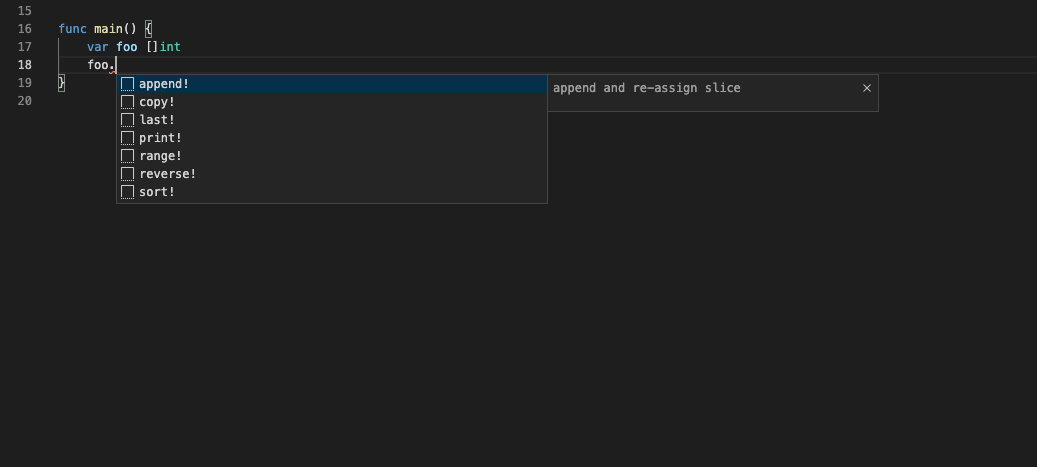 15
16 func main() {
17 var foo []int
18 foo.
19 }
20
append!
copy!
last!
print!
range!
reverse!
sort!
append and re-assign slice ×